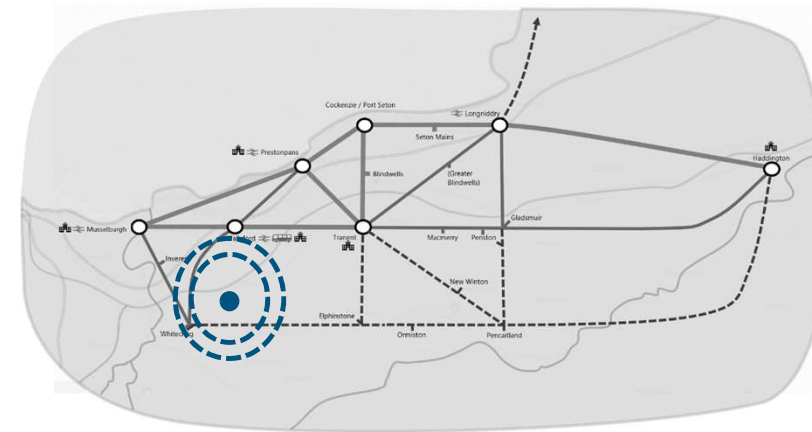 Cockenzie / Port Seton
Longniddry
Seton Mains
Prestonpans
Haddington
Blindwells
(Greater
Blindwells)
Gladsmuir
Musselburgh
Tranent
Macmerry
Penston
New Winton
Elphinstone
Ormiston
Pencaitland